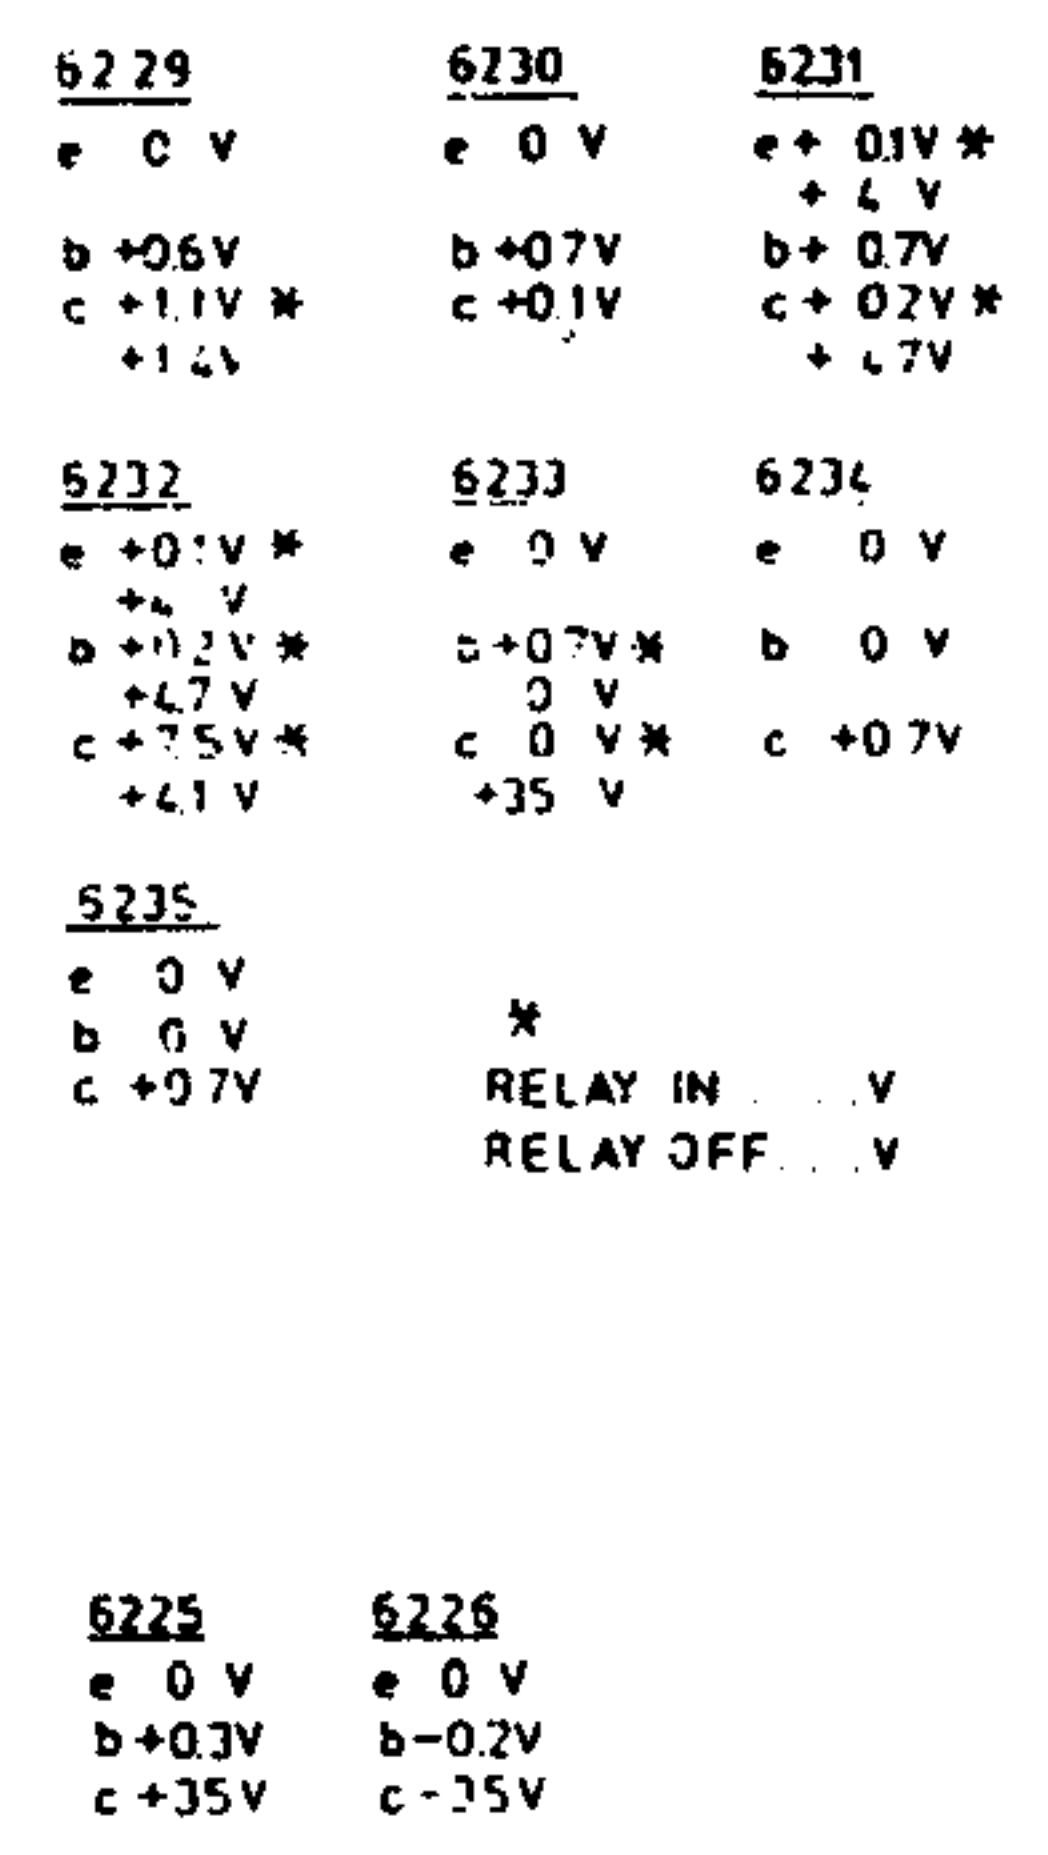 6229
e 0 V
b +0.6V
c +1.1V *
+1.4V
6230
e 0 V
b +0.7V
c +0.1V
6231
e + 0.1V *
+ 4 V
b + 0.7V
c + 0.2V *
+ 4.7V
6232
e +0.1V *
+4 V
b +0.2V *
+4.7 V
c + 7.5V *
+4.1 V
6233
e 0 V
b +0.7V *
0 V
c 0 V *
+35 V
6234
e 0 V
b 0 V
c +0.7V
6235
e 0 V
b 0 V
c +0.7V
*
RELAY IN . . . . V
RELAY OFF . . . V
6225
e 0 V
b +0.3V
c +35V
6226
e 0 V
b -0.2V
c -35V